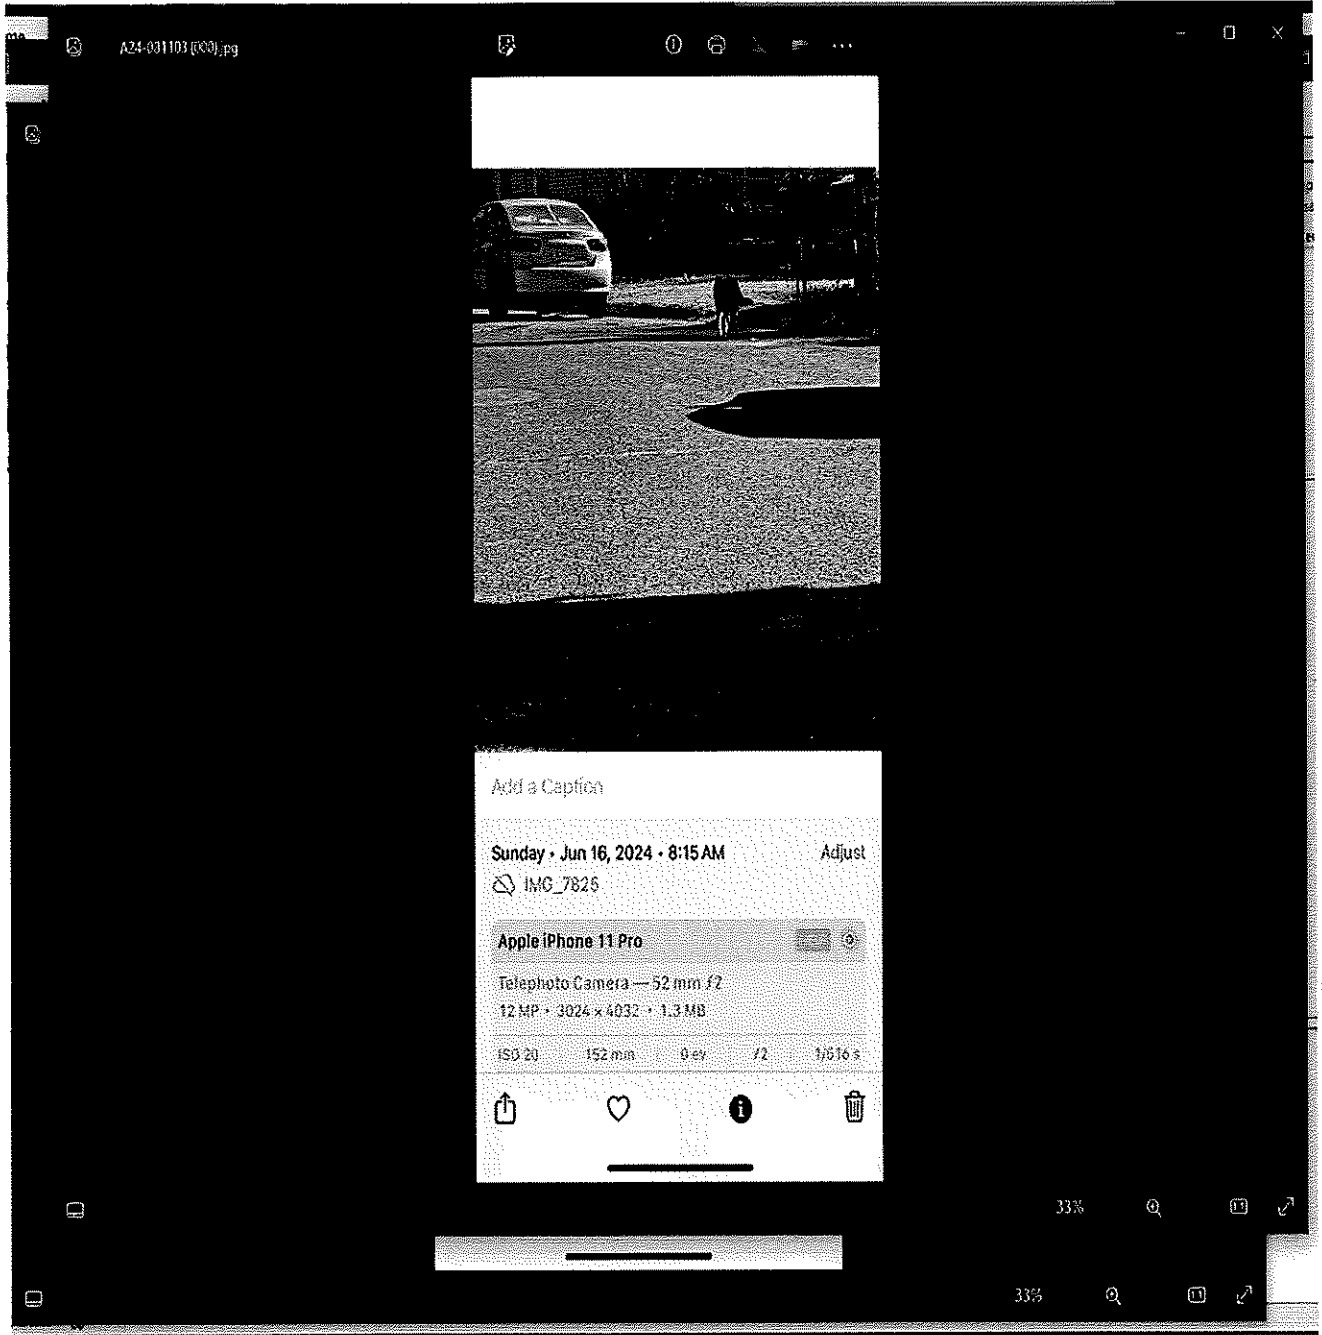 A24-031103 (000).jpg
Add a Caption
Sunday • Jun 16, 2024 • 8:15 AM
Adjust
IMG_7825
Apple iPhone 11 Pro
Telephoto Camera — 52 mm ƒ2
12 MP • 3024 × 4032 • 1.3 MB
ISO 20
152 mm
0 ev
ƒ2
1/616 s
33%
33%